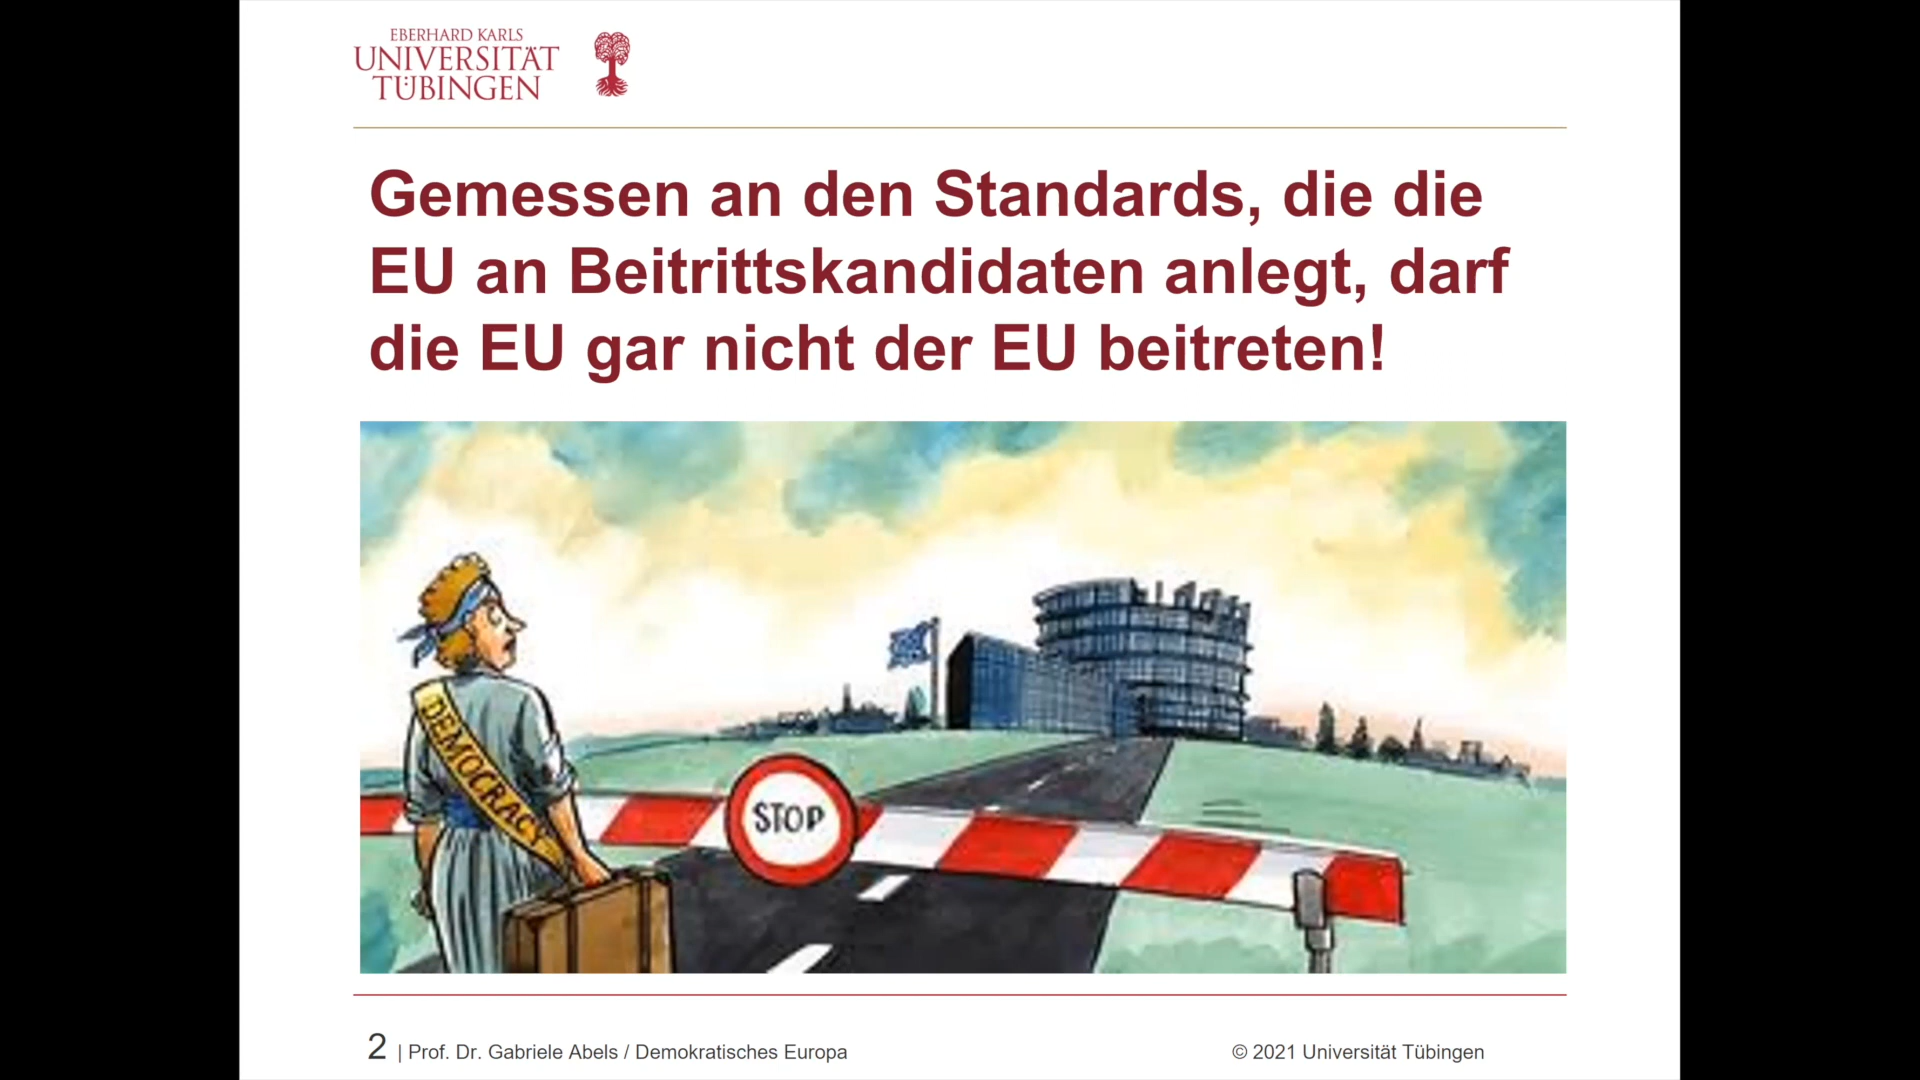 EBERHARD KARLS
UNIVERSITÄT
TÜBINGEN
Gemessen an den Standards, die die
EU an Beitrittskandidaten anlegt, darf
die EU gar nicht der EU beitreten!
DEMOCRACY
STOP
2 | Prof. Dr. Gabriele Abels / Demokratisches Europa
© 2021 Universität Tübingen